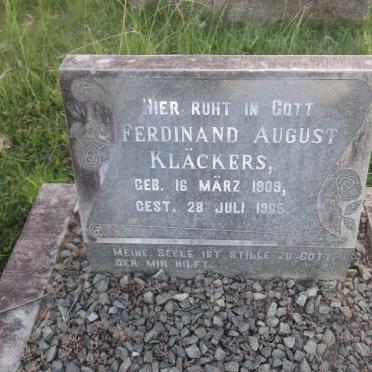 HIER RUHT IN GOTT
FERDINAND AUGUST
KLÄCKERS,
GEB. 16 MÄRZ 1909,
GEST. 28 JULI 1965.
MEINE SEELE IST STILLE ZU GOTT,
DER MIR HILFT.